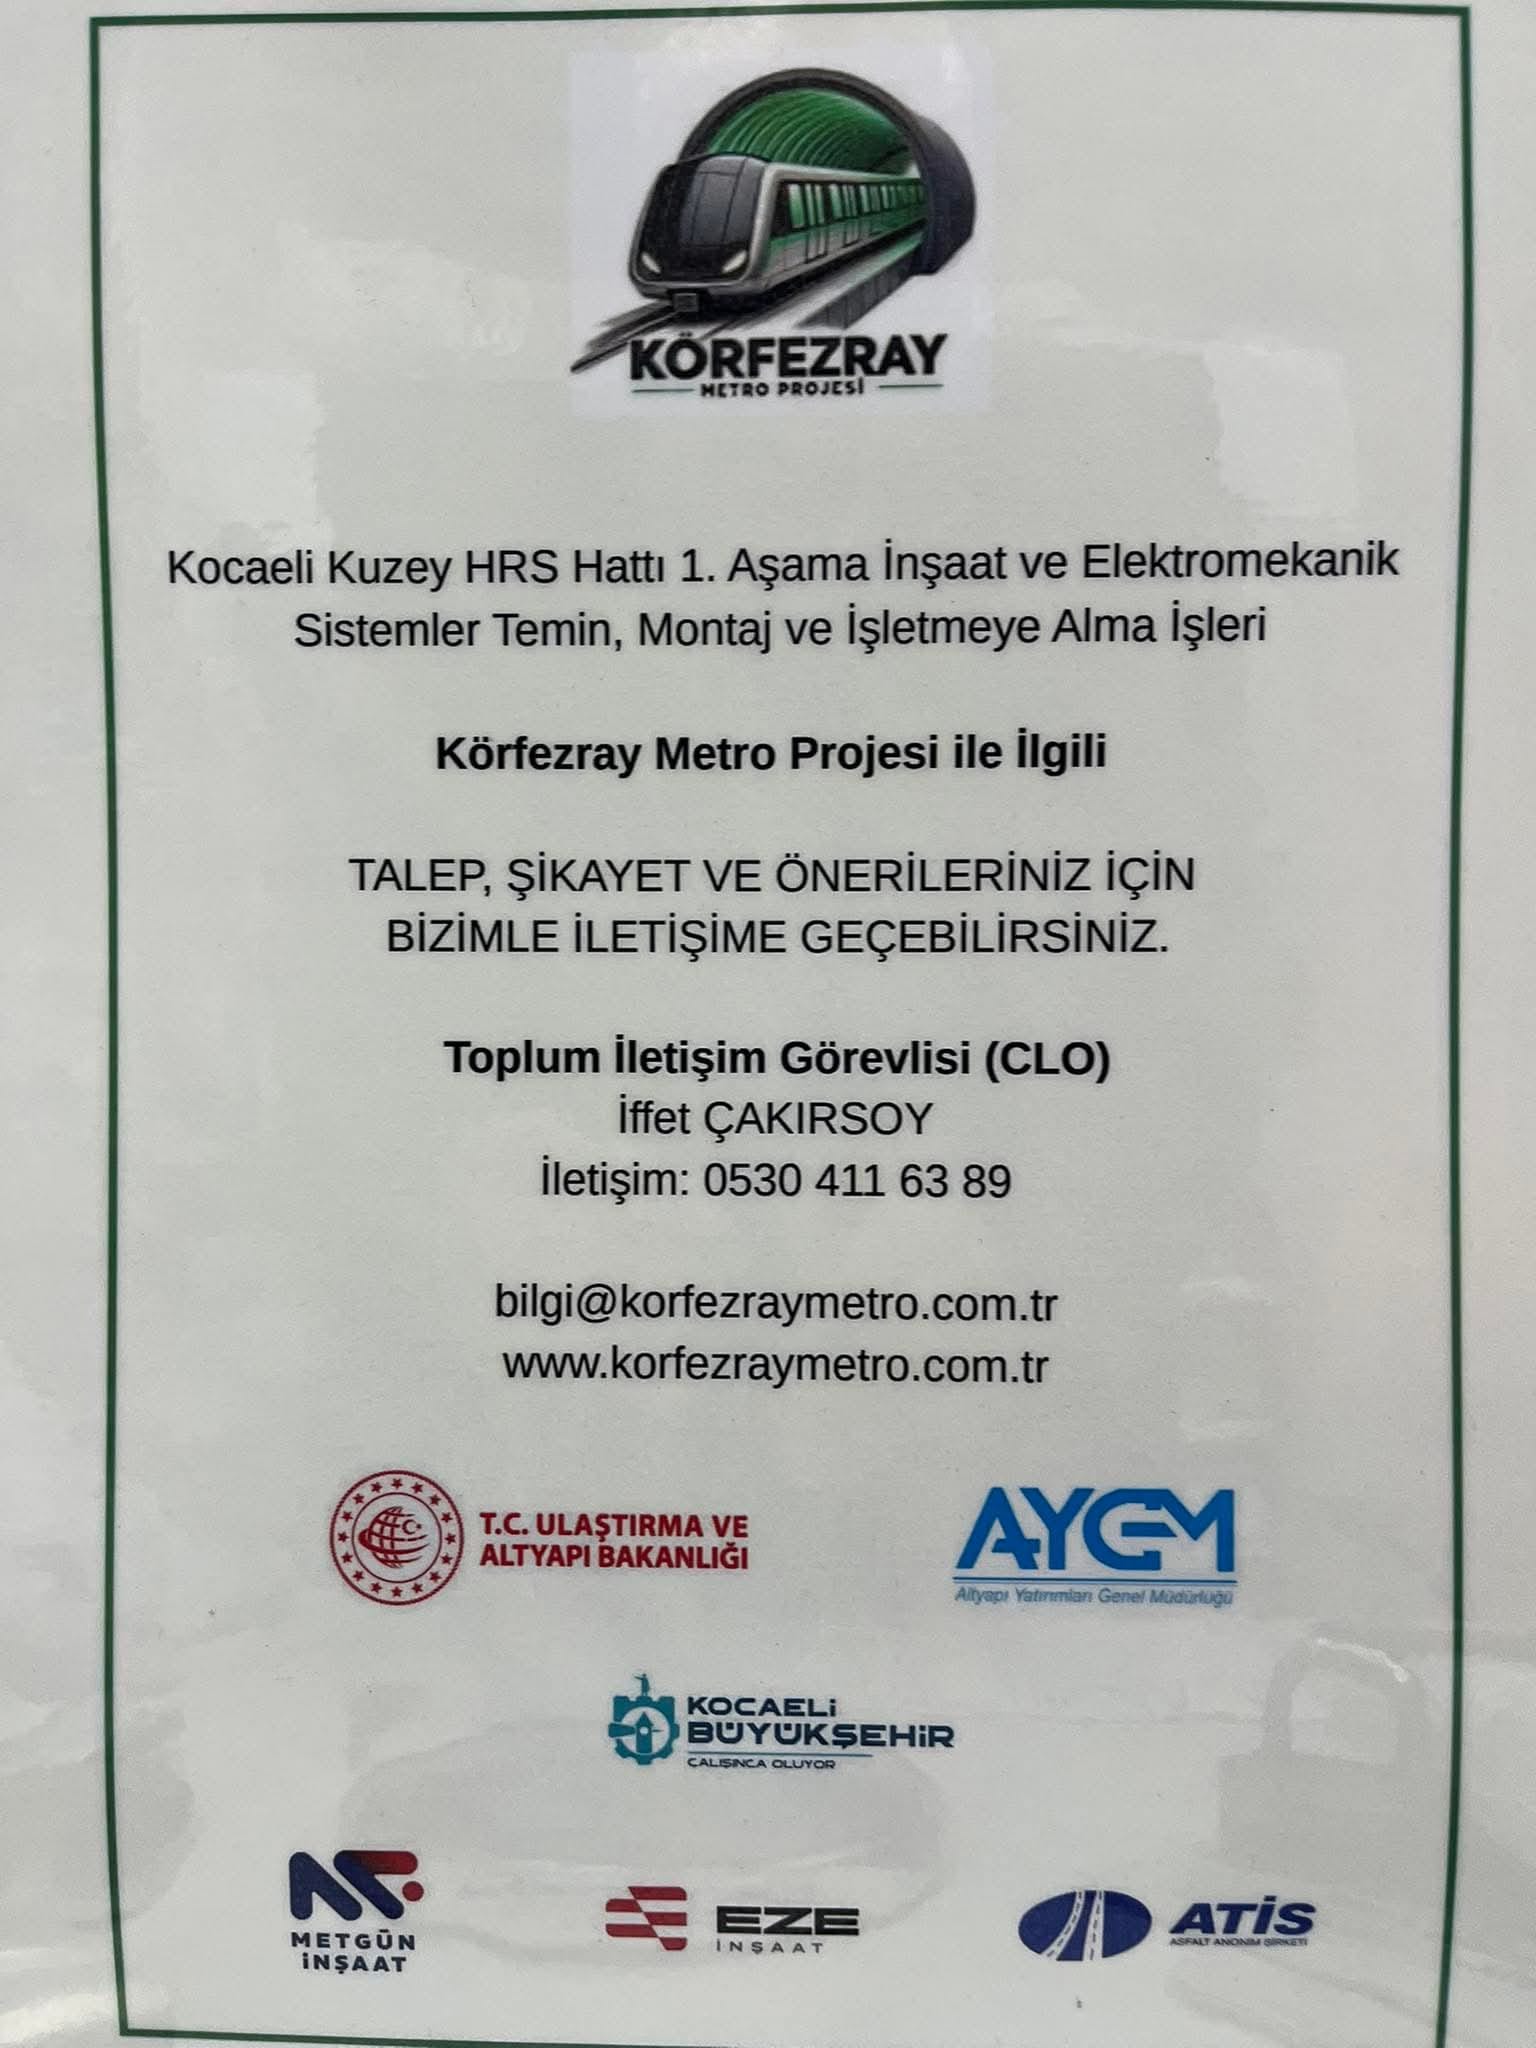 KÖRFEZRAY
METRO PROJESİ
Kocaeli Kuzey HRS Hattı 1. Aşama İnşaat ve Elektromekanik
Sistemler Temin, Montaj ve İşletmeye Alma İşleri
Körfezray Metro Projesi ile İlgili
TALEP, ŞİKAYET VE ÖNERİLERİNİZ İÇİN
BİZİMLE İLETİŞİME GEÇEBİLİRSİNİZ.
Toplum İletişim Görevlisi (CLO)
İffet ÇAKIRSOY
İletişim: 0530 411 63 89
bilgi@korfezraymetro.com.tr
www.korfezraymetro.com.tr
T.C. ULAŞTIRMA VE
ALTYAPI BAKANLIĞI
AYGM
Altyapı Yatırımları Genel Müdürlüğü
KOCAELİ
BÜYÜKŞEHİR
ÇALIŞINCA OLUYOR
METGÜN
İNŞAAT
EZE
İNŞAAT
ATİS
ASFALT ANONİM ŞİRKETİ